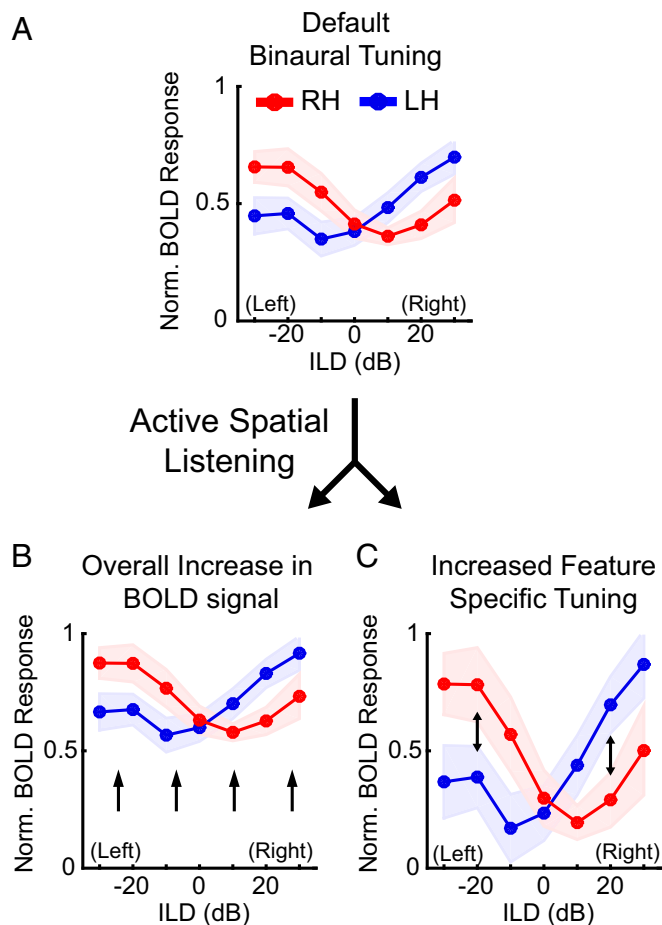 A
Default
Binaural Tuning
1
RH LH
Norm. BOLD Response
0.5
(Left) (Right)
0
-20 0 20
ILD (dB)
Active Spatial
Listening
B
Overall Increase in
BOLD signal
1
Norm. BOLD Response
0.5
(Left) (Right)
0
-20 0 20
ILD (dB)
C
Increased Feature
Specific Tuning
1
Norm. BOLD Response
0.5
(Left) (Right)
0
-20 0 20
ILD (dB)